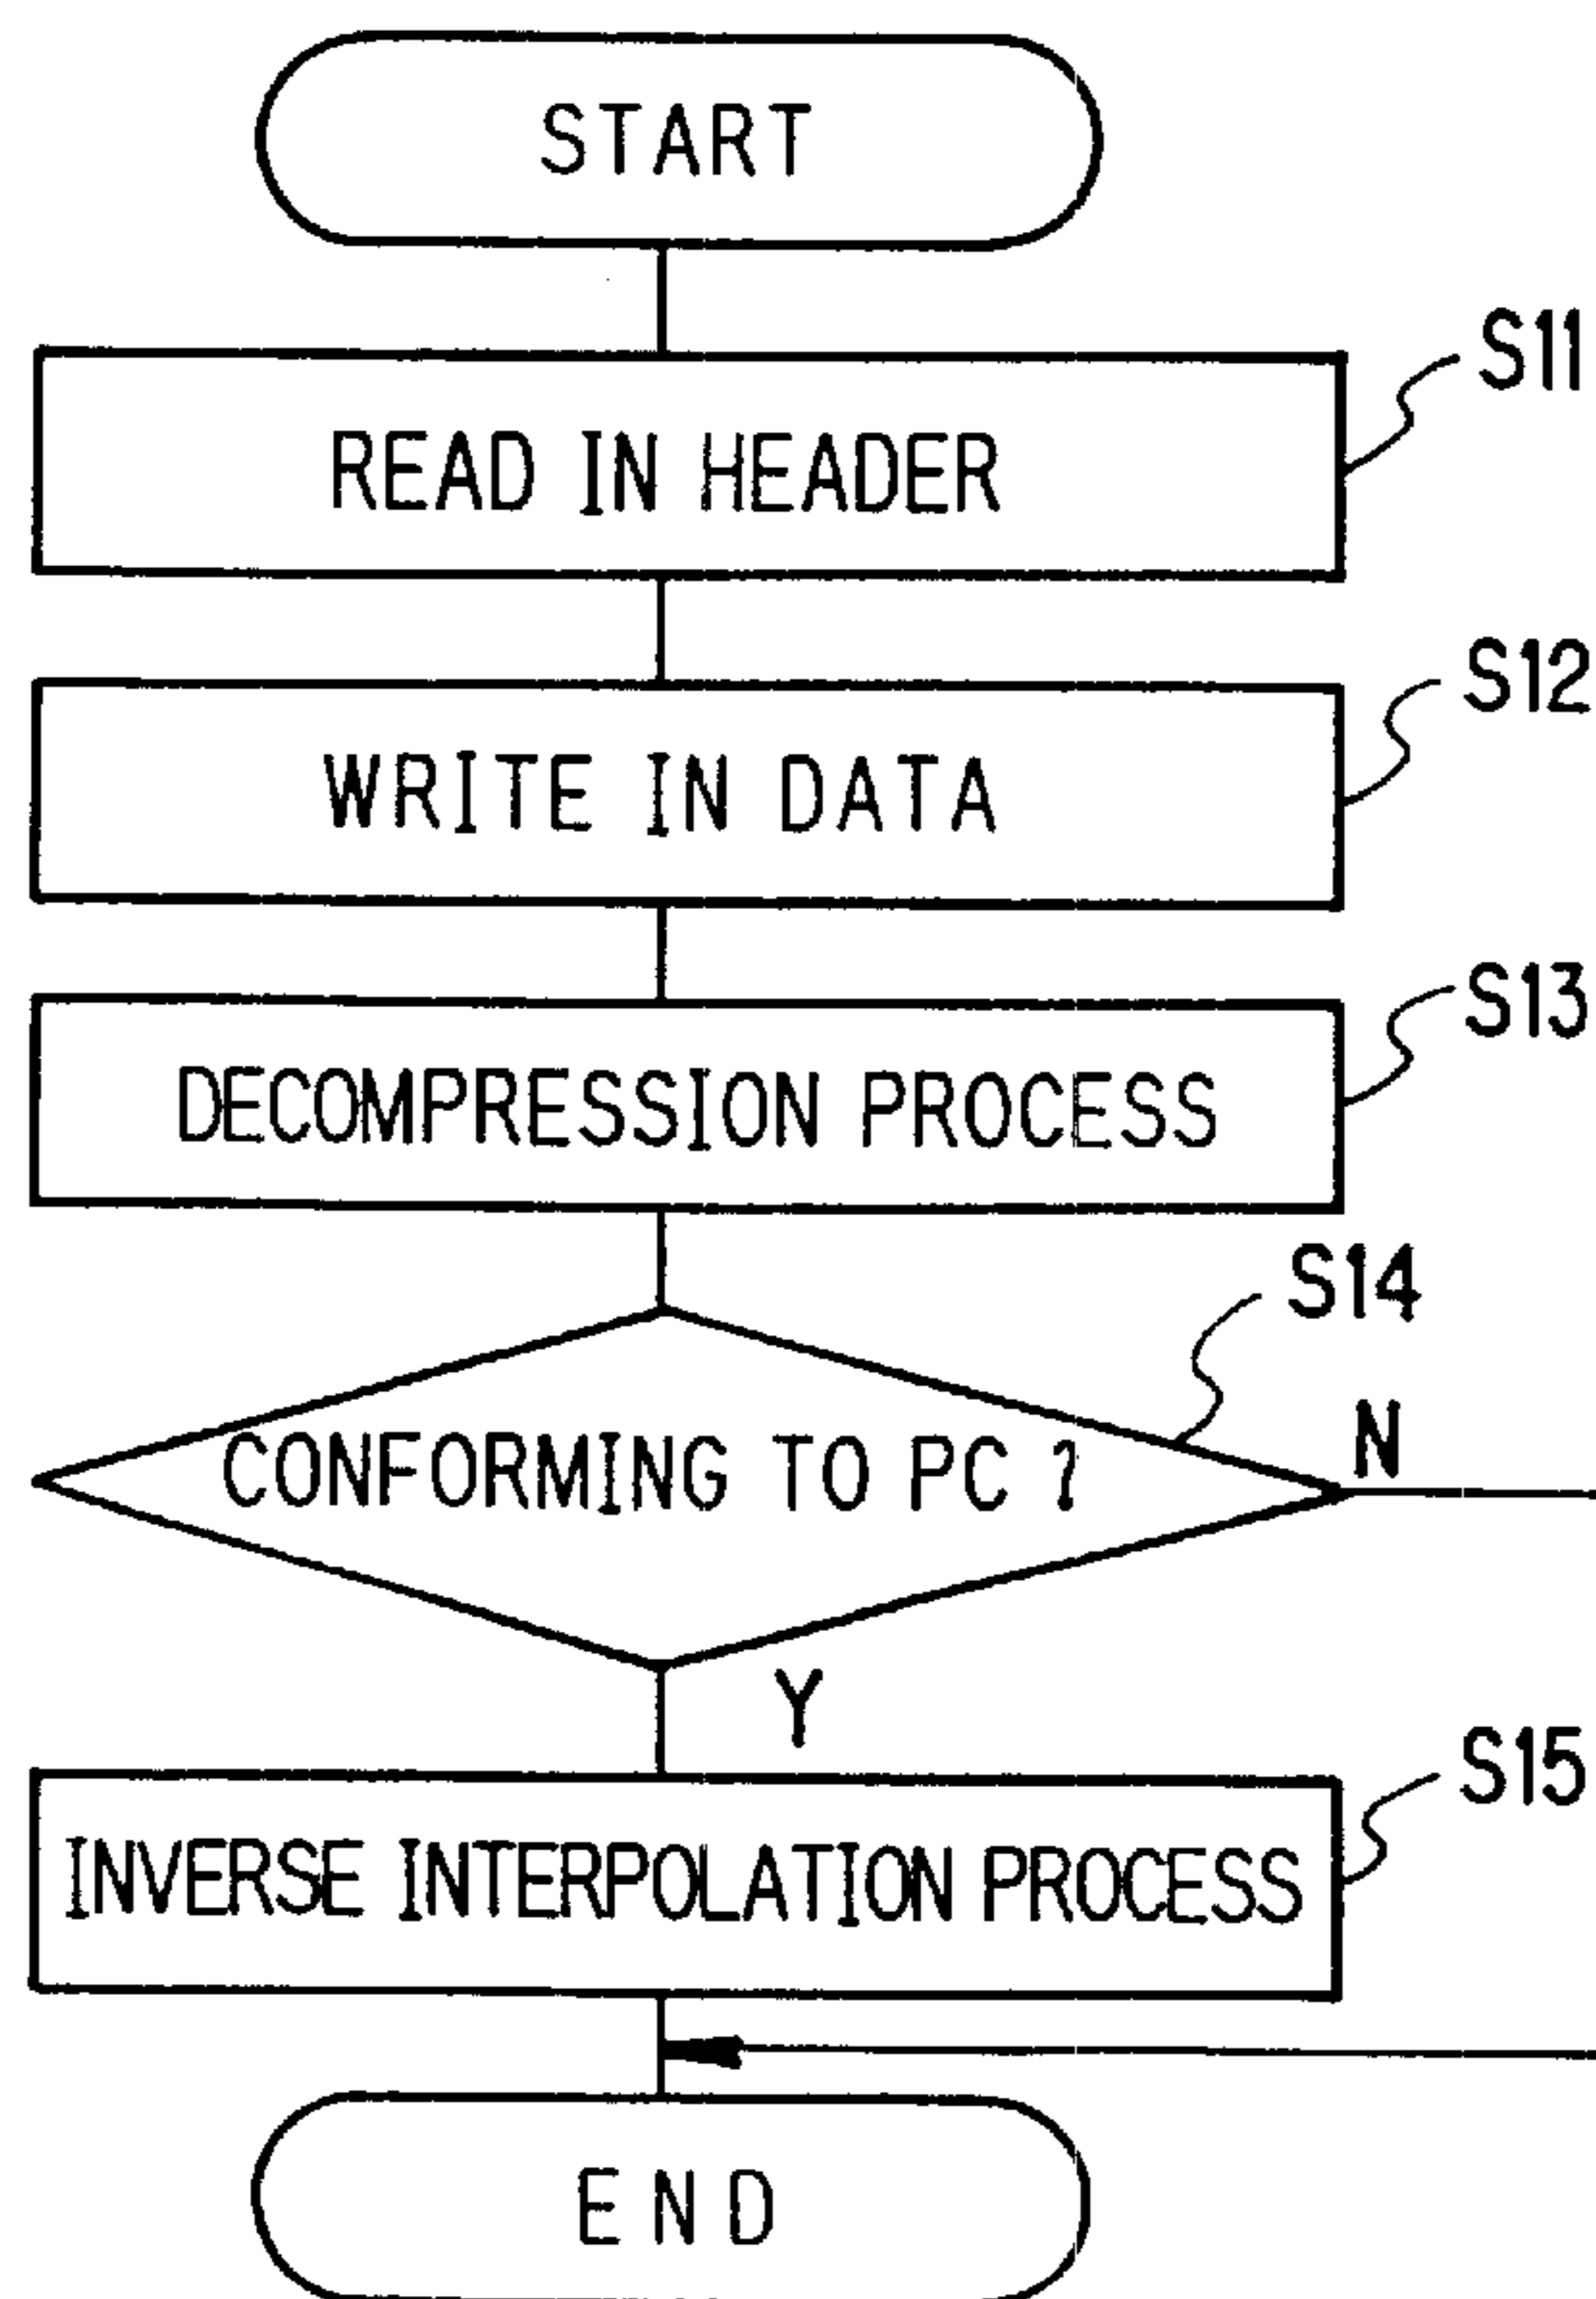 START
S11
READ IN HEADER
S12
WRITE IN DATA
S13
DECOMPRESSION PROCESS
S14
CONFORMING TO PC ?
N
Y
S15
INVERSE INTERPOLATION PROCESS
END